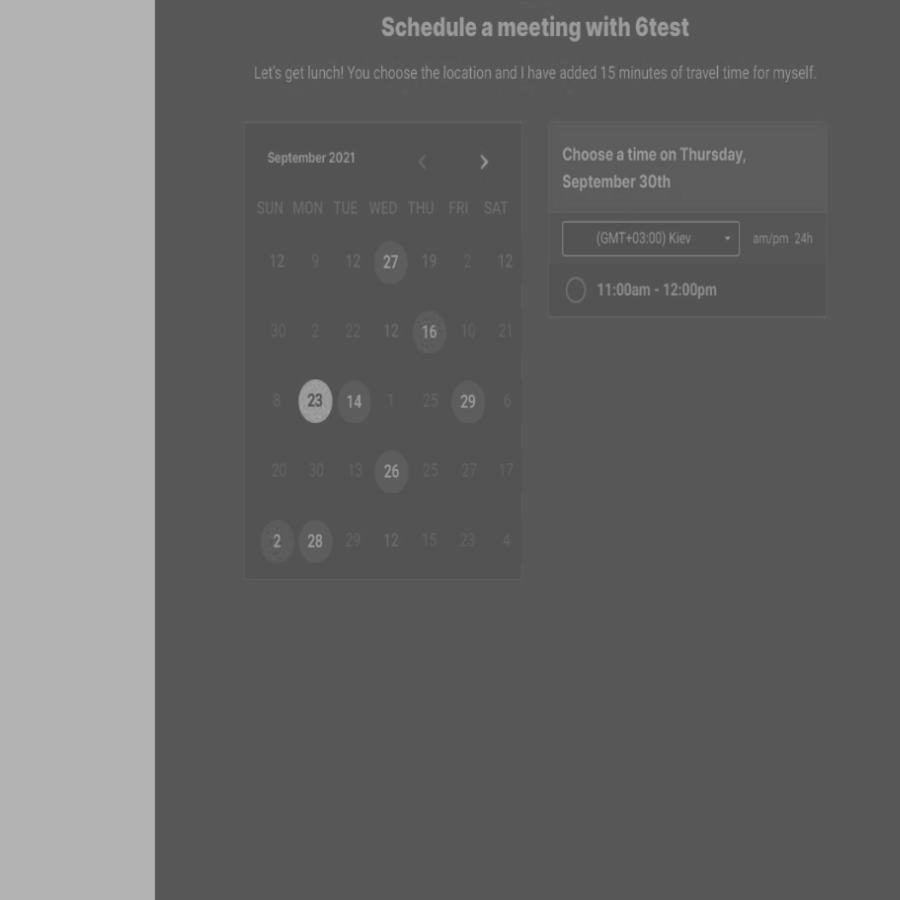 Schedule a meeting with 6test
Let's get lunch! You choose the location and I have added 15 minutes of travel time for myself.
September 2021
SUN MON TUE WED THU FRI SAT
12 9 12 27 19 2 12
30 2 22 12 16 10 21
8 23 14 1 25 29 6
20 30 13 26 25 27 17
2 28 29 12 15 23 4
Choose a time on Thursday,
September 30th
(GMT+03:00) Kiev am/pm 24h
11:00am - 12:00pm